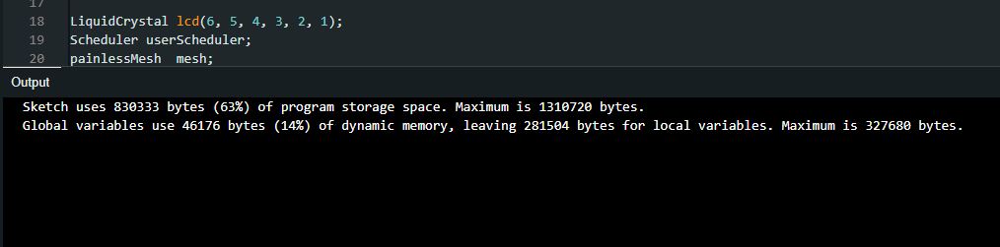 17
18 LiquidCrystal lcd(6, 5, 4, 3, 2, 1);
19 Scheduler userScheduler;
20 painlessMesh  mesh;
Output
Sketch uses 830333 bytes (63%) of program storage space. Maximum is 1310720 bytes.
Global variables use 46176 bytes (14%) of dynamic memory, leaving 281504 bytes for local variables. Maximum is 327680 bytes.